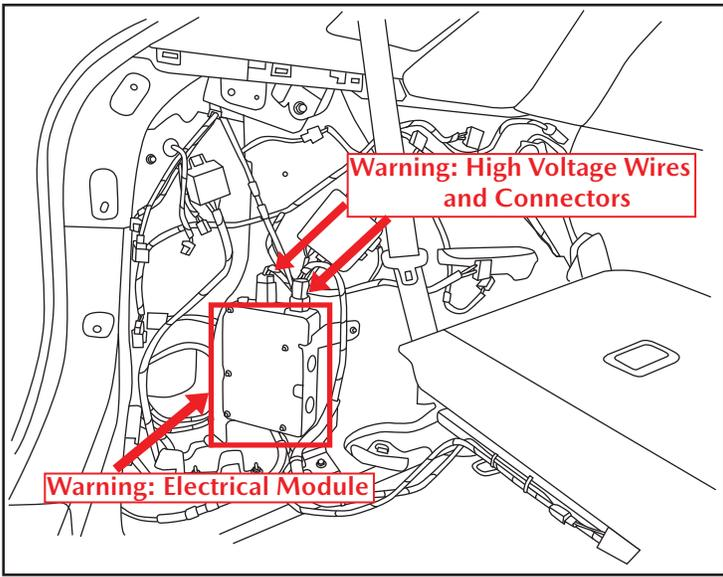 Warning: High Voltage Wires
and Connectors
Warning: Electrical Module